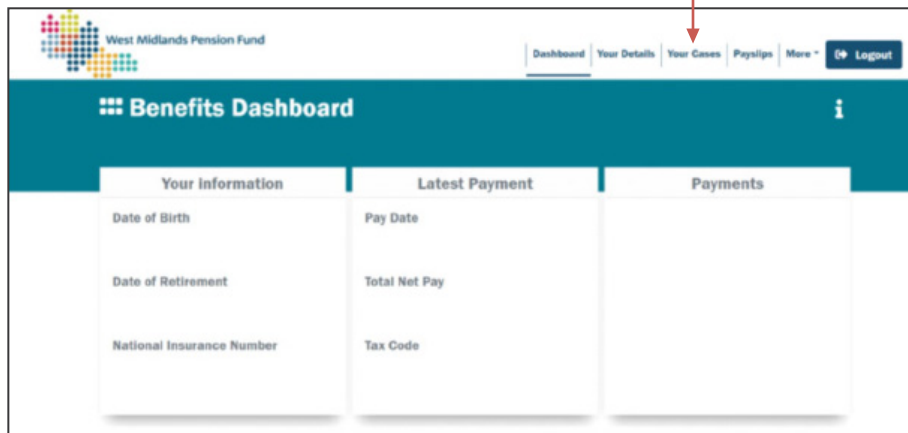 West Midlands Pension Fund
Dashboard Your Details Your Cases Payslips More Logout
Benefits Dashboard
Your information Latest Payment Payments
Date of Birth Pay Date
Date of Retirement Total Net Pay
National Insurance Number Tax Code